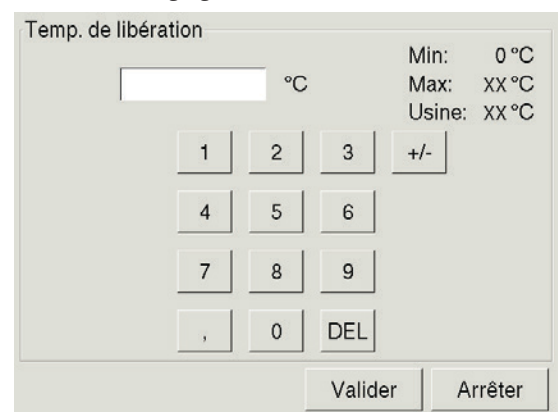 Temp. de libération
Min: 0 °C
°C Max: XX °C
Usine: XX °C
1 2 3 +/-
4 5 6
7 8 9
, 0 DEL
Valider Arrêter